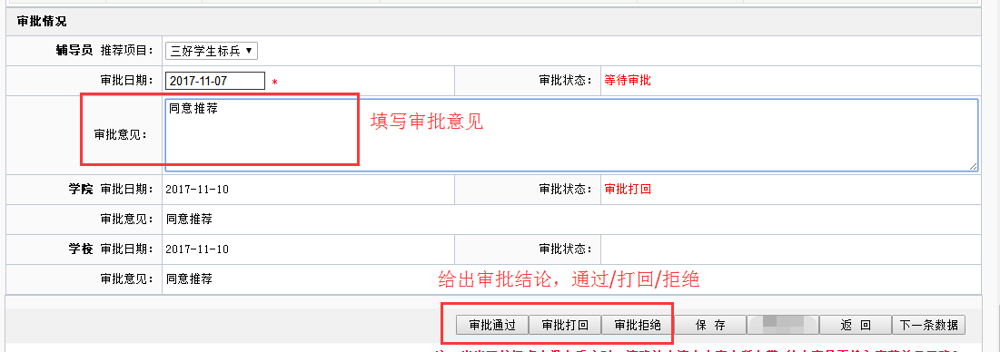 审批情况
辅导员 推荐项目： 三好学生标兵
审批日期： 2017-11-07 * 审批状态： 等待审批
审批意见： 同意推荐 填写审批意见
学院 审批日期： 2017-11-10 审批状态： 审批打回
审批意见： 同意推荐
学校 审批日期： 2017-11-10 审批状态：
审批意见： 同意推荐
给出审批结论，通过/打回/拒绝
审批通过 审批打回 审批拒绝 保 存 返 回 下一条数据